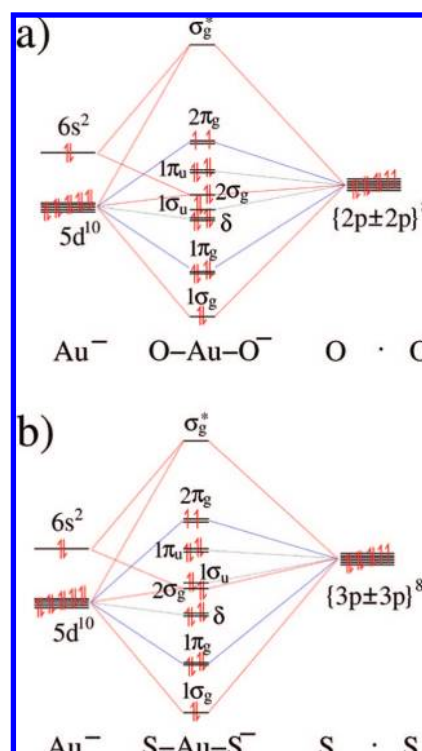 a)
σg*
6s²
2πg
1πu
2σg
1σu
δ
5d¹⁰
{2p±2p}
1πg
1σg
Au⁻ O–Au–O⁻ O · O
b)
σg*
6s²
2πg
1πu
1σu
2σg
δ
5d¹⁰
{3p±3p}⁸
1πg
1σg
Au⁻ S–Au–S⁻ S · S